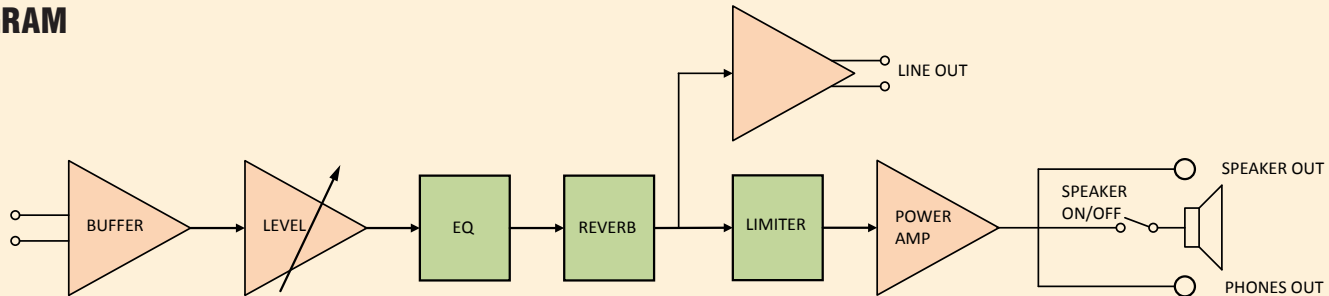 RAM
LINE OUT
BUFFER
LEVEL
EQ
REVERB
LIMITER
POWER
AMP
SPEAKER OUT
SPEAKER
ON/OFF
PHONES OUT